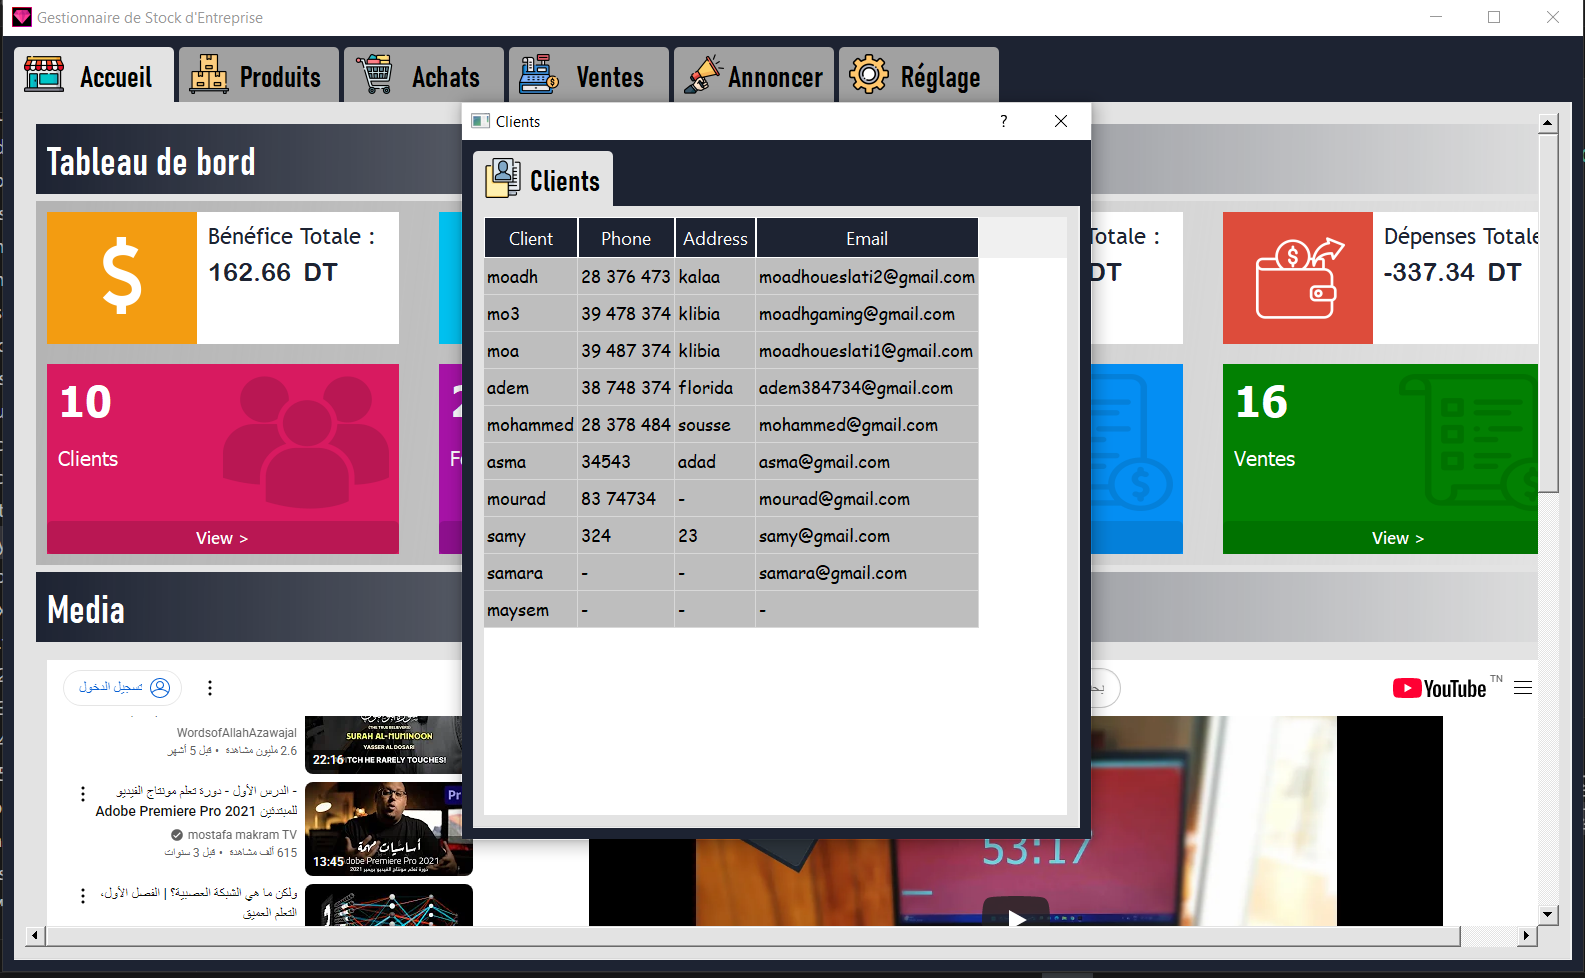 Gestionnaire de Stock d'Entreprise
Accueil
Produits
Achats
Ventes
Annoncer
Réglage
Tableau de bord
Bénéfice Totale :
162.66 DT
Totale :
DT
Dépenses Totale
-337.34 DT
10
Clients
View >
16
Ventes
View >
Clients
?
Clients
Client Phone Address Email
moadh 28 376 473 kalaa moadhoueslati2@gmail.com
mo3 39 478 374 klibia moadhgaming@gmail.com
moa 39 487 374 klibia moadhoueslati1@gmail.com
adem 38 748 374 florida adem384734@gmail.com
mohammed 28 378 484 sousse mohammed@gmail.com
asma 34543 adad asma@gmail.com
mourad 83 74734 - mourad@gmail.com
samy 324 23 samy@gmail.com
samara - - samara@gmail.com
maysem - - -
Media
تسجيل الدخول
YouTube TN
WordsofAllahAzawajal
2.6 مليون مشاهدة • قبل 5 أشهر
(THE TRUE BELIEVERS)
SURAH AL-MUMINOON
YASSER AL DOSARI
TCH HE RARELY TOUCHES!
22:16
- الدرس الأول - دورة تعلم مونتاج الفيديو
للمبتدئين Adobe Premiere Pro 2021
mostafa makram TV
615 ألف مشاهدة • قبل 3 سنوات
Pr
أساسيات مهمة
dobe Premiere Pro 2021
13:45
ولكن ما هي الشبكة العصبية؟ | الفصل الأول،
التعلم العميق
53:17